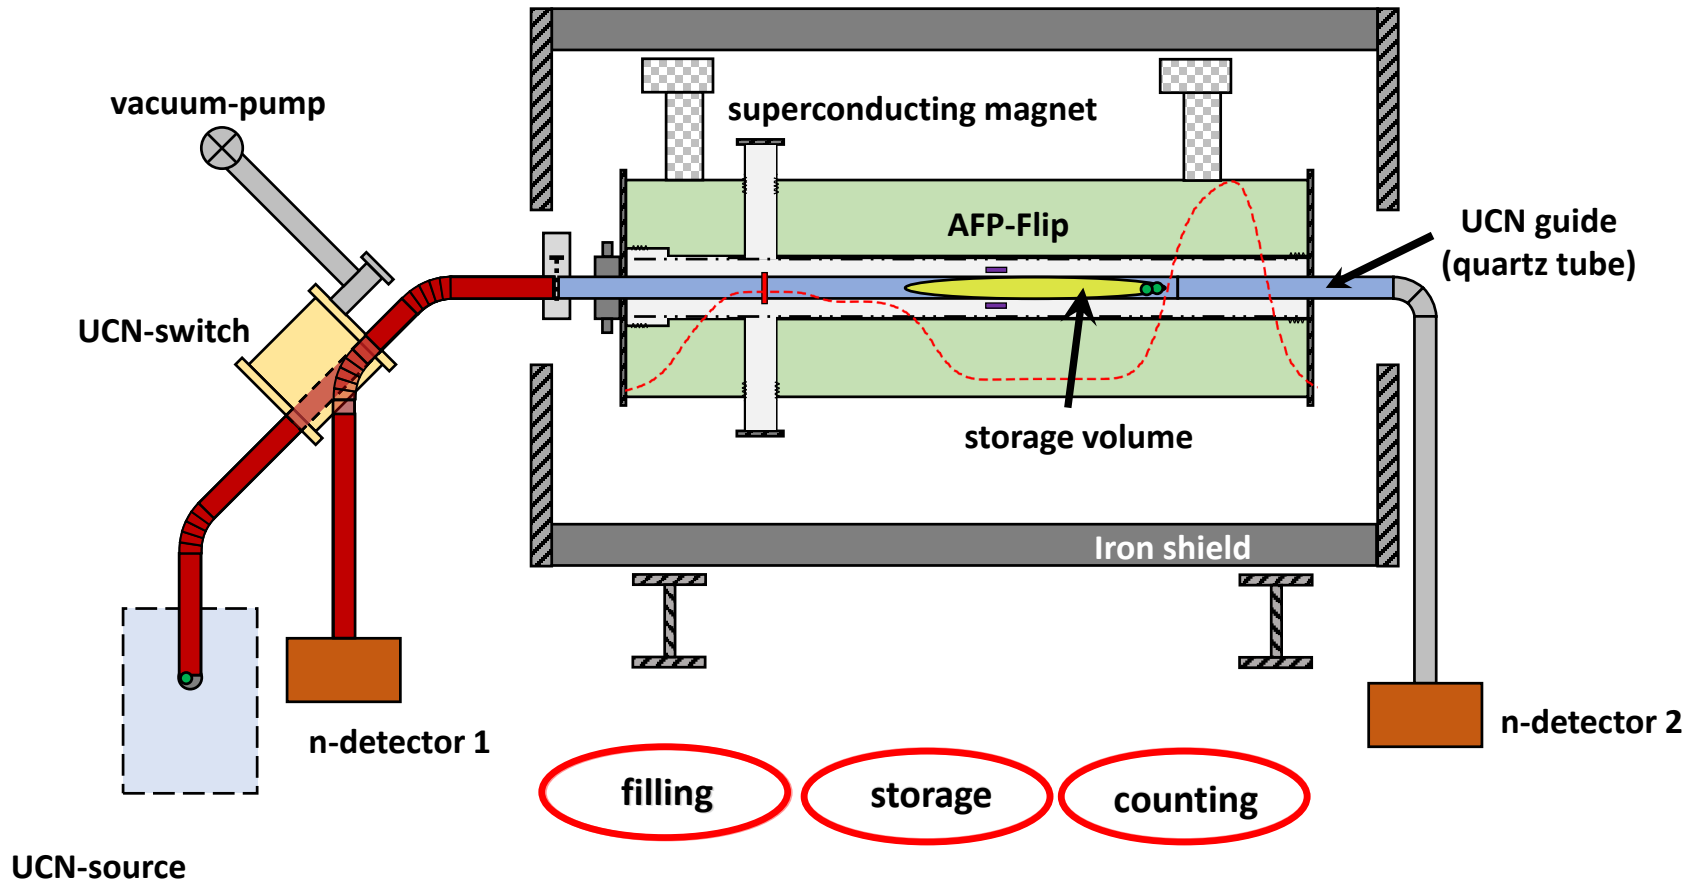 vacuum-pump
superconducting magnet
AFP-Flip
UCN guide
(quartz tube)
UCN-switch
storage volume
Iron shield
n-detector 1
n-detector 2
filling
storage
counting
UCN-source